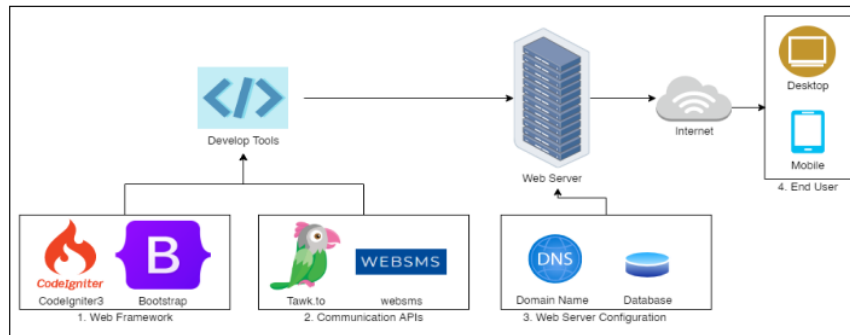 Develop Tools
Web Server
Internet
Desktop
Mobile
4. End User
CodeIgniter
CodeIgniter3
B
Bootstrap
1. Web Framework
Tawk.to
WEBSMS
websms
2. Communication APIs
DNS
Domain Name
Database
3. Web Server Configuration